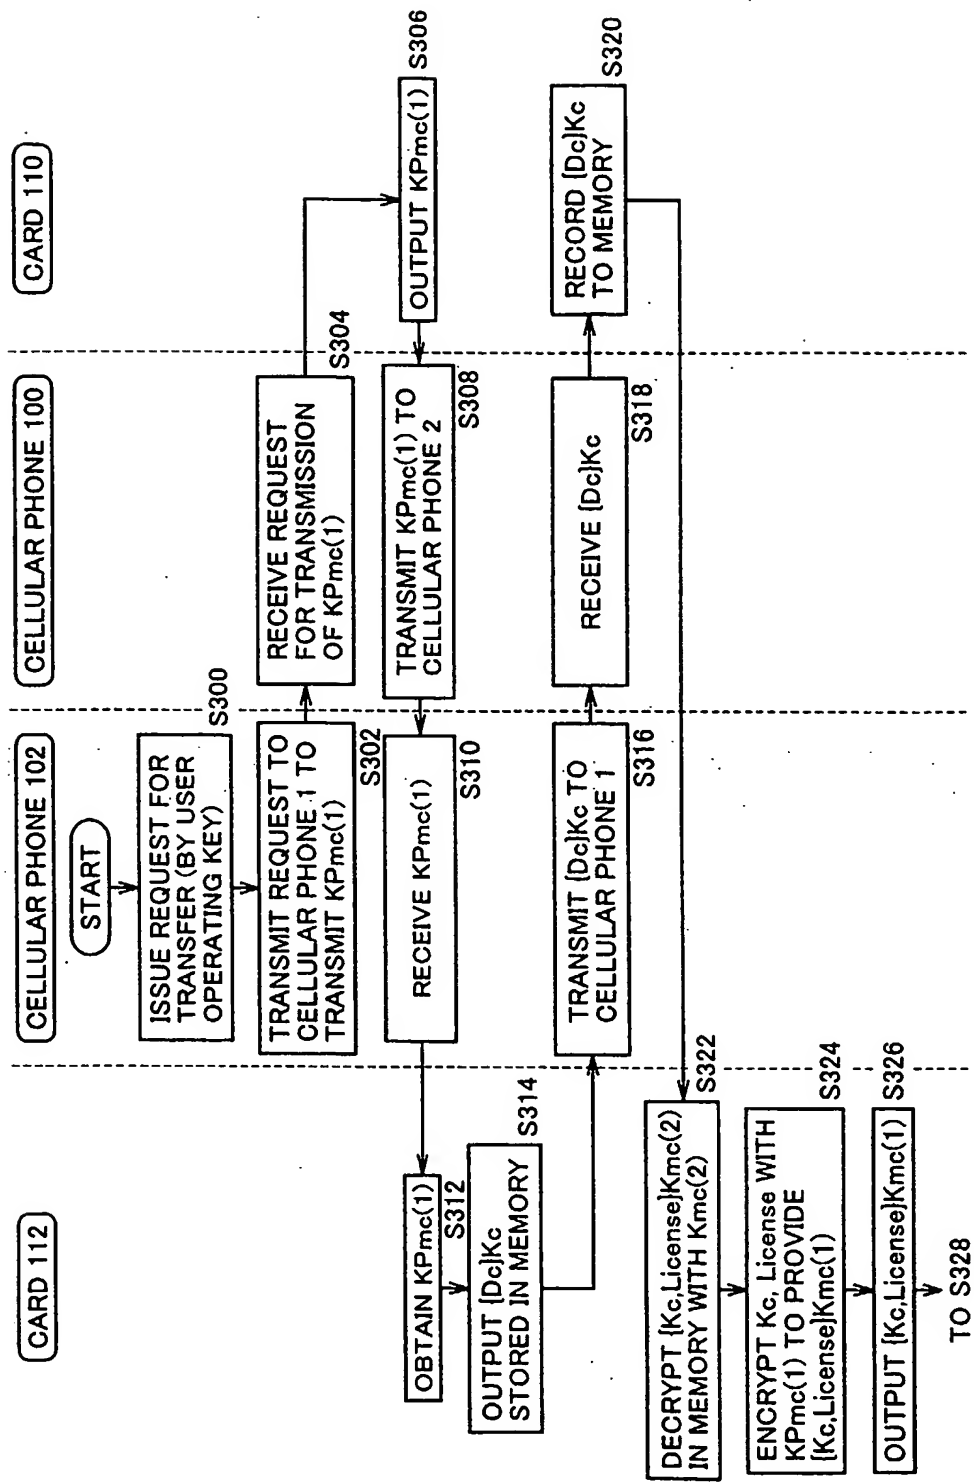 CARD 112
CELLULAR PHONE 102
CELLULAR PHONE 100
CARD 110
START
ISSUE REQUEST FOR
TRANSFER (BY USER
OPERATING KEY)
S300
TRANSMIT REQUEST TO
CELLULAR PHONE 1 TO
TRANSMIT KPmc(1)
S302
RECEIVE REQUEST
FOR TRANSMISSION
OF KPmc(1)
S304
OUTPUT KPmc(1)
S306
TRANSMIT KPmc(1) TO
CELLULAR PHONE 2
S308
RECEIVE KPmc(1)
S310
OBTAIN KPmc(1)
S312
OUTPUT {Dc}Kc
STORED IN MEMORY
S314
TRANSMIT {Dc}Kc TO
CELLULAR PHONE 1
S316
RECEIVE {Dc}Kc
S318
RECORD {Dc}Kc
TO MEMORY
S320
DECRYPT {Kc,License}Kmc(2)
IN MEMORY WITH Kmc(2)
S322
ENCRYPT Kc, License WITH
KPmc(1) TO PROVIDE
{Kc,License}Kmc(1)
S324
OUTPUT {Kc,License}Kmc(1)
S326
TO S328